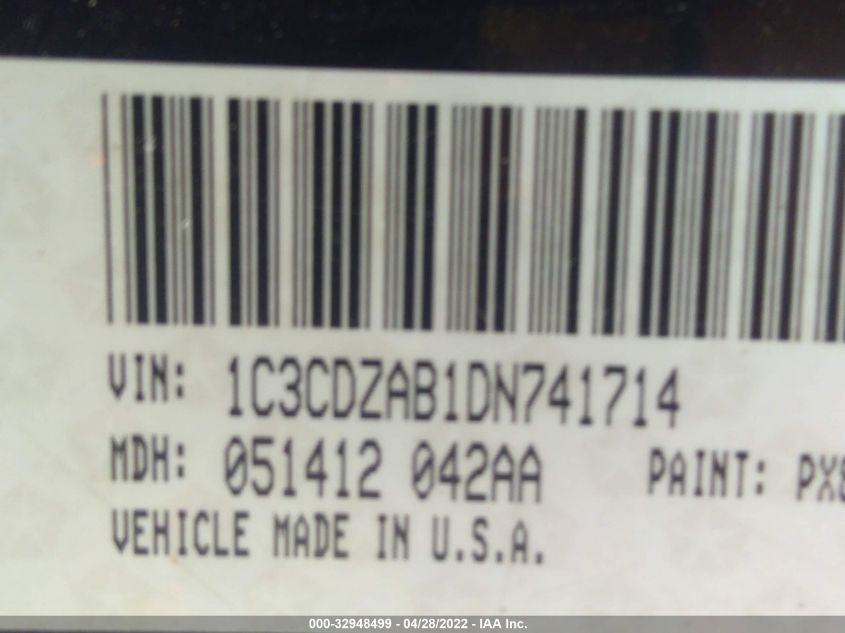 VIN: 1C3CDZAB1DN741714
MDH: 051412 042AA PAINT: PX8
VEHICLE MADE IN U.S.A.
000-32948499 - 04/28/2022 - IAA Inc.